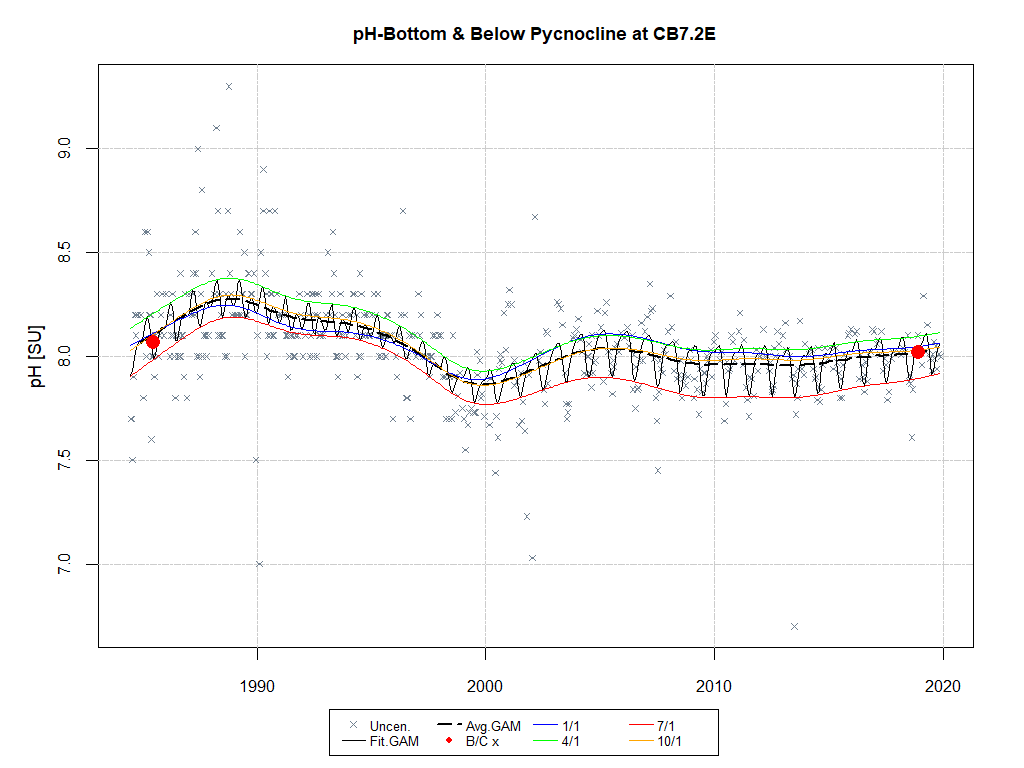 pH-Bottom & Below Pycnocline at CB7.2E
pH [SU]
9.0
8.5
8.0
7.5
7.0
1990 2000 2010 2020
Uncen. Avg.GAM 1/1 7/1
Fit.GAM B/C x 4/1 10/1